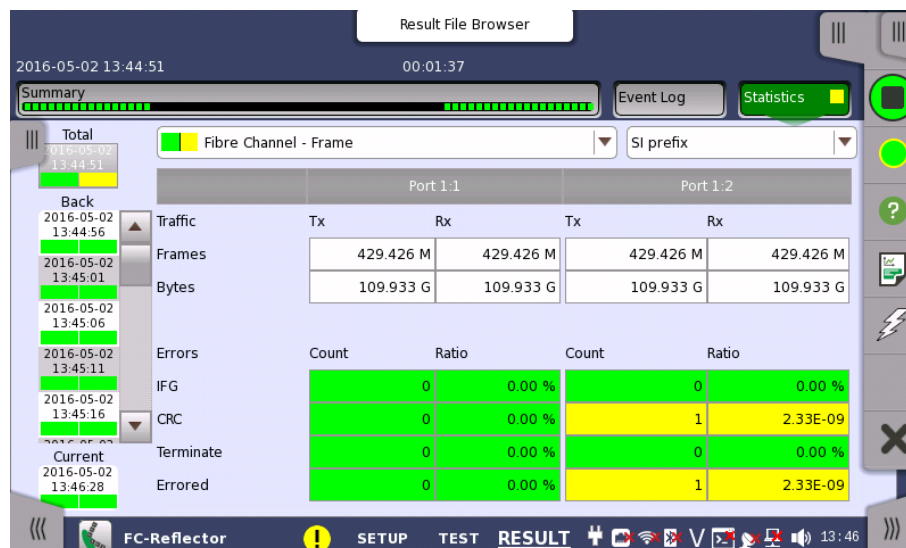 Result File Browser
2016-05-02 13:44:51 00:01:37
Summary Event Log Statistics
Total
2016-05-02
13:44:51
Fibre Channel - Frame SI prefix
Port 1:1 Port 1:2
Back
2016-05-02
13:44:56
2016-05-02
13:45:01
2016-05-02
13:45:06
2016-05-02
13:45:11
2016-05-02
13:45:16
Current
2016-05-02
13:46:28
Traffic Tx Rx Tx Rx
Frames 429.426 M 429.426 M 429.426 M 429.426 M
Bytes 109.933 G 109.933 G 109.933 G 109.933 G
Errors Count Ratio Count Ratio
IFG 0 0.00 % 0 0.00 %
CRC 0 0.00 % 1 2.33E-09
Terminate 0 0.00 % 0 0.00 %
Errored 0 0.00 % 1 2.33E-09
FC-Reflector SETUP TEST RESULT 13:46